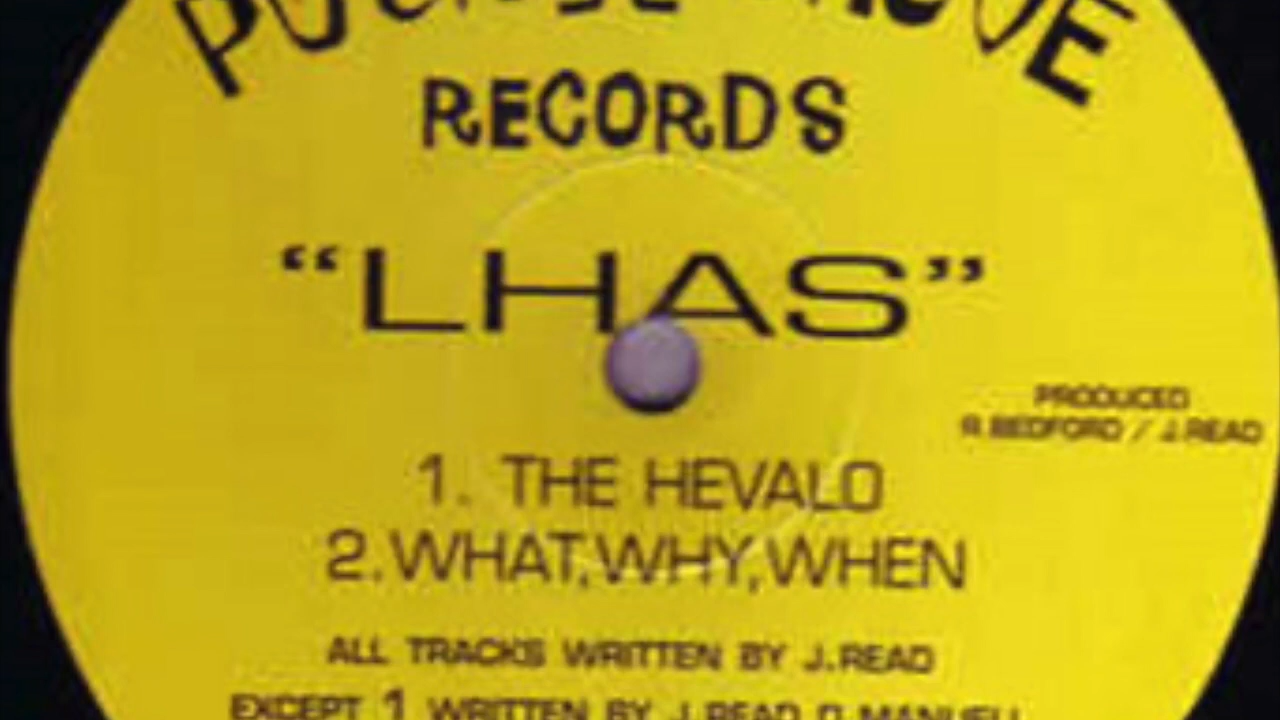 RECORDS
“LHAS”
PRODUCED
R.BEDFORD / J.READ
1. THE HEVALO
2.WHAT,WHY,WHEN
ALL TRACKS WRITTEN BY J.READ
EXCEPT 1 WRITTEN BY J.READ